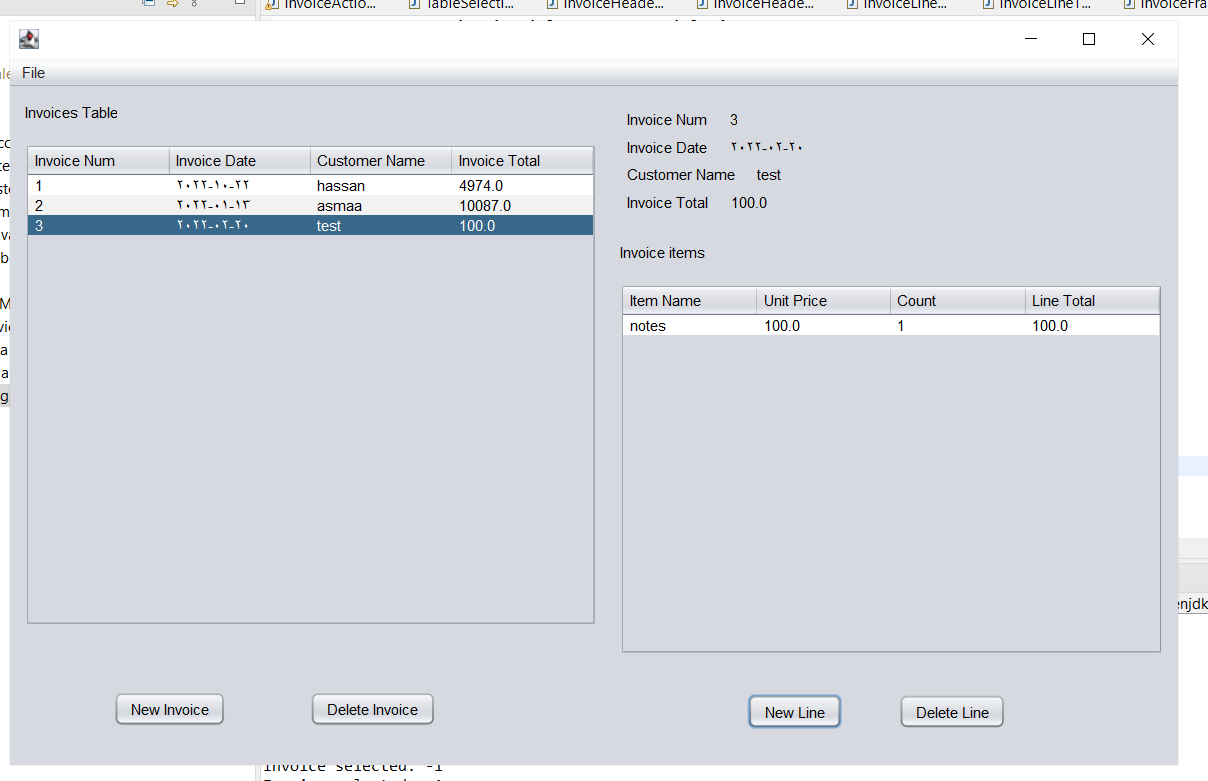 InvoiceActio...
TableSelecti...
InvoiceHeade...
InvoiceHeade...
InvoiceLine...
InvoiceLineT...
InvoiceFra
File
Invoices Table
Invoice Num Invoice Date Customer Name Invoice Total
1 ٢٠٢٢-١٠-٢٢ hassan 4974.0
2 ٢٠٢٢-٠١-١٣ asmaa 10087.0
3 ٢٠٢٢-٠٢-٢٠ test 100.0
Invoice Num 3
Invoice Date ٢٠٢٢-٠٢-٢٠
Customer Name test
Invoice Total 100.0
Invoice items
Item Name Unit Price Count Line Total
notes 100.0 1 100.0
enjdk
New Invoice
Delete Invoice
New Line
Delete Line
Invoice selected: -1